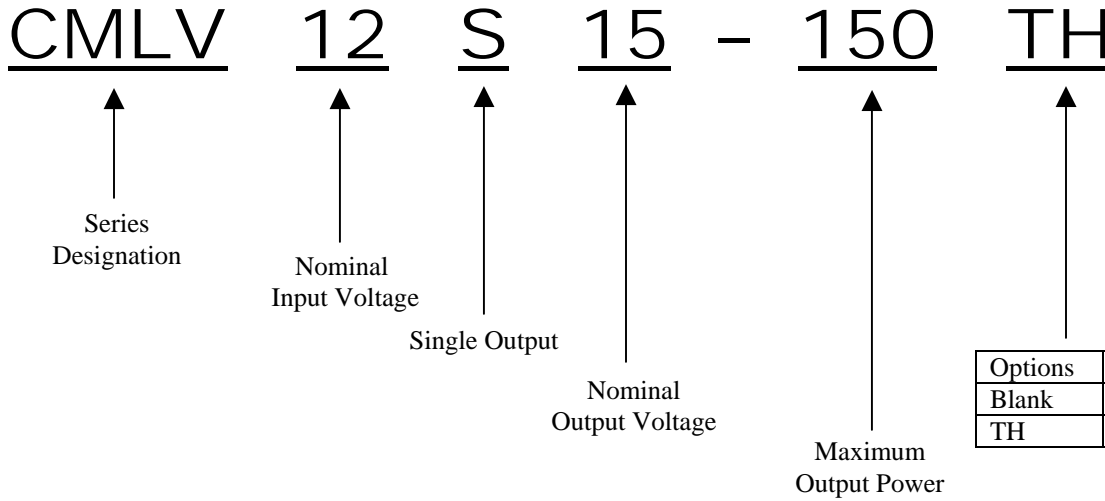 CMLV 12 S 15 - 150 TH
Series
Designation
Nominal
Input Voltage
Single Output
Nominal
Output Voltage
Maximum
Output Power
Options
Blank
TH